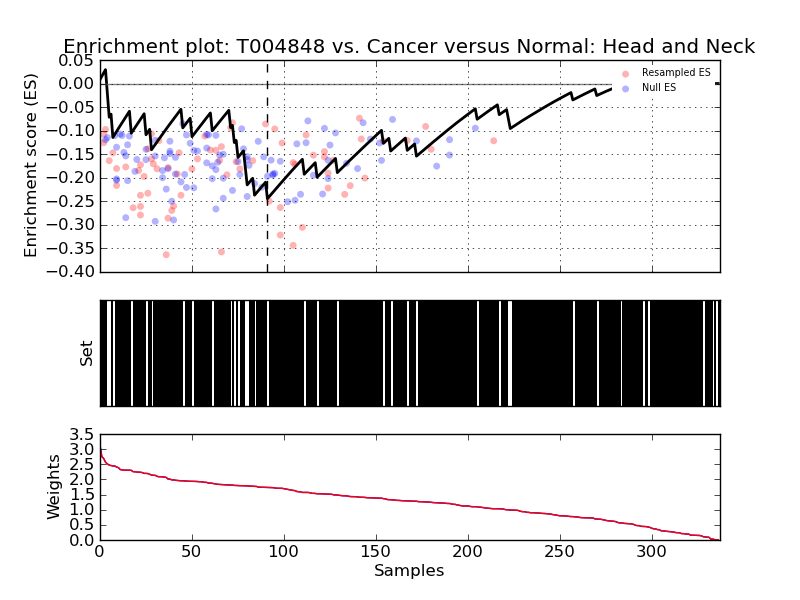 Enrichment plot: T004848 vs. Cancer versus Normal: Head and Neck
Enrichment score (ES)
0.05
0.00
−0.05
−0.10
−0.15
−0.20
−0.25
−0.30
−0.35
−0.40
Resampled ES
Null ES
Set
Weights
3.5
3.0
2.5
2.0
1.5
1.0
0.5
0.0
0 50 100 150 200 250 300
Samples